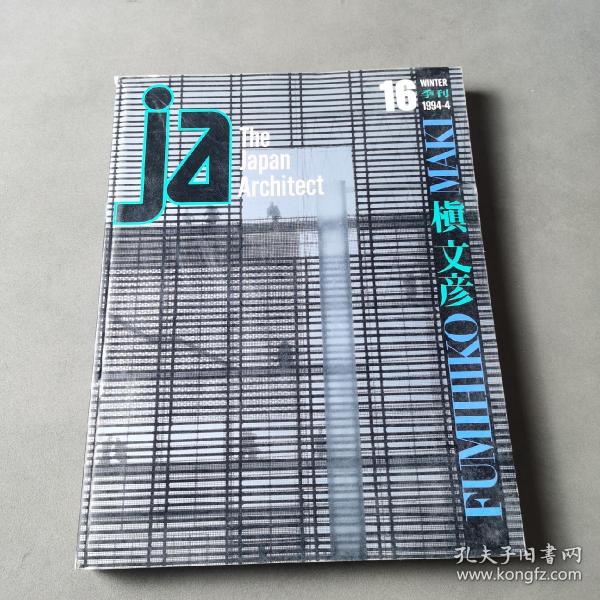 ja
The
Japan
Architect
16
WINTER
季刊
1994-4
FUMIHIKO 槇文彦 MAKI
孔夫子旧書网
www.kongfz.com